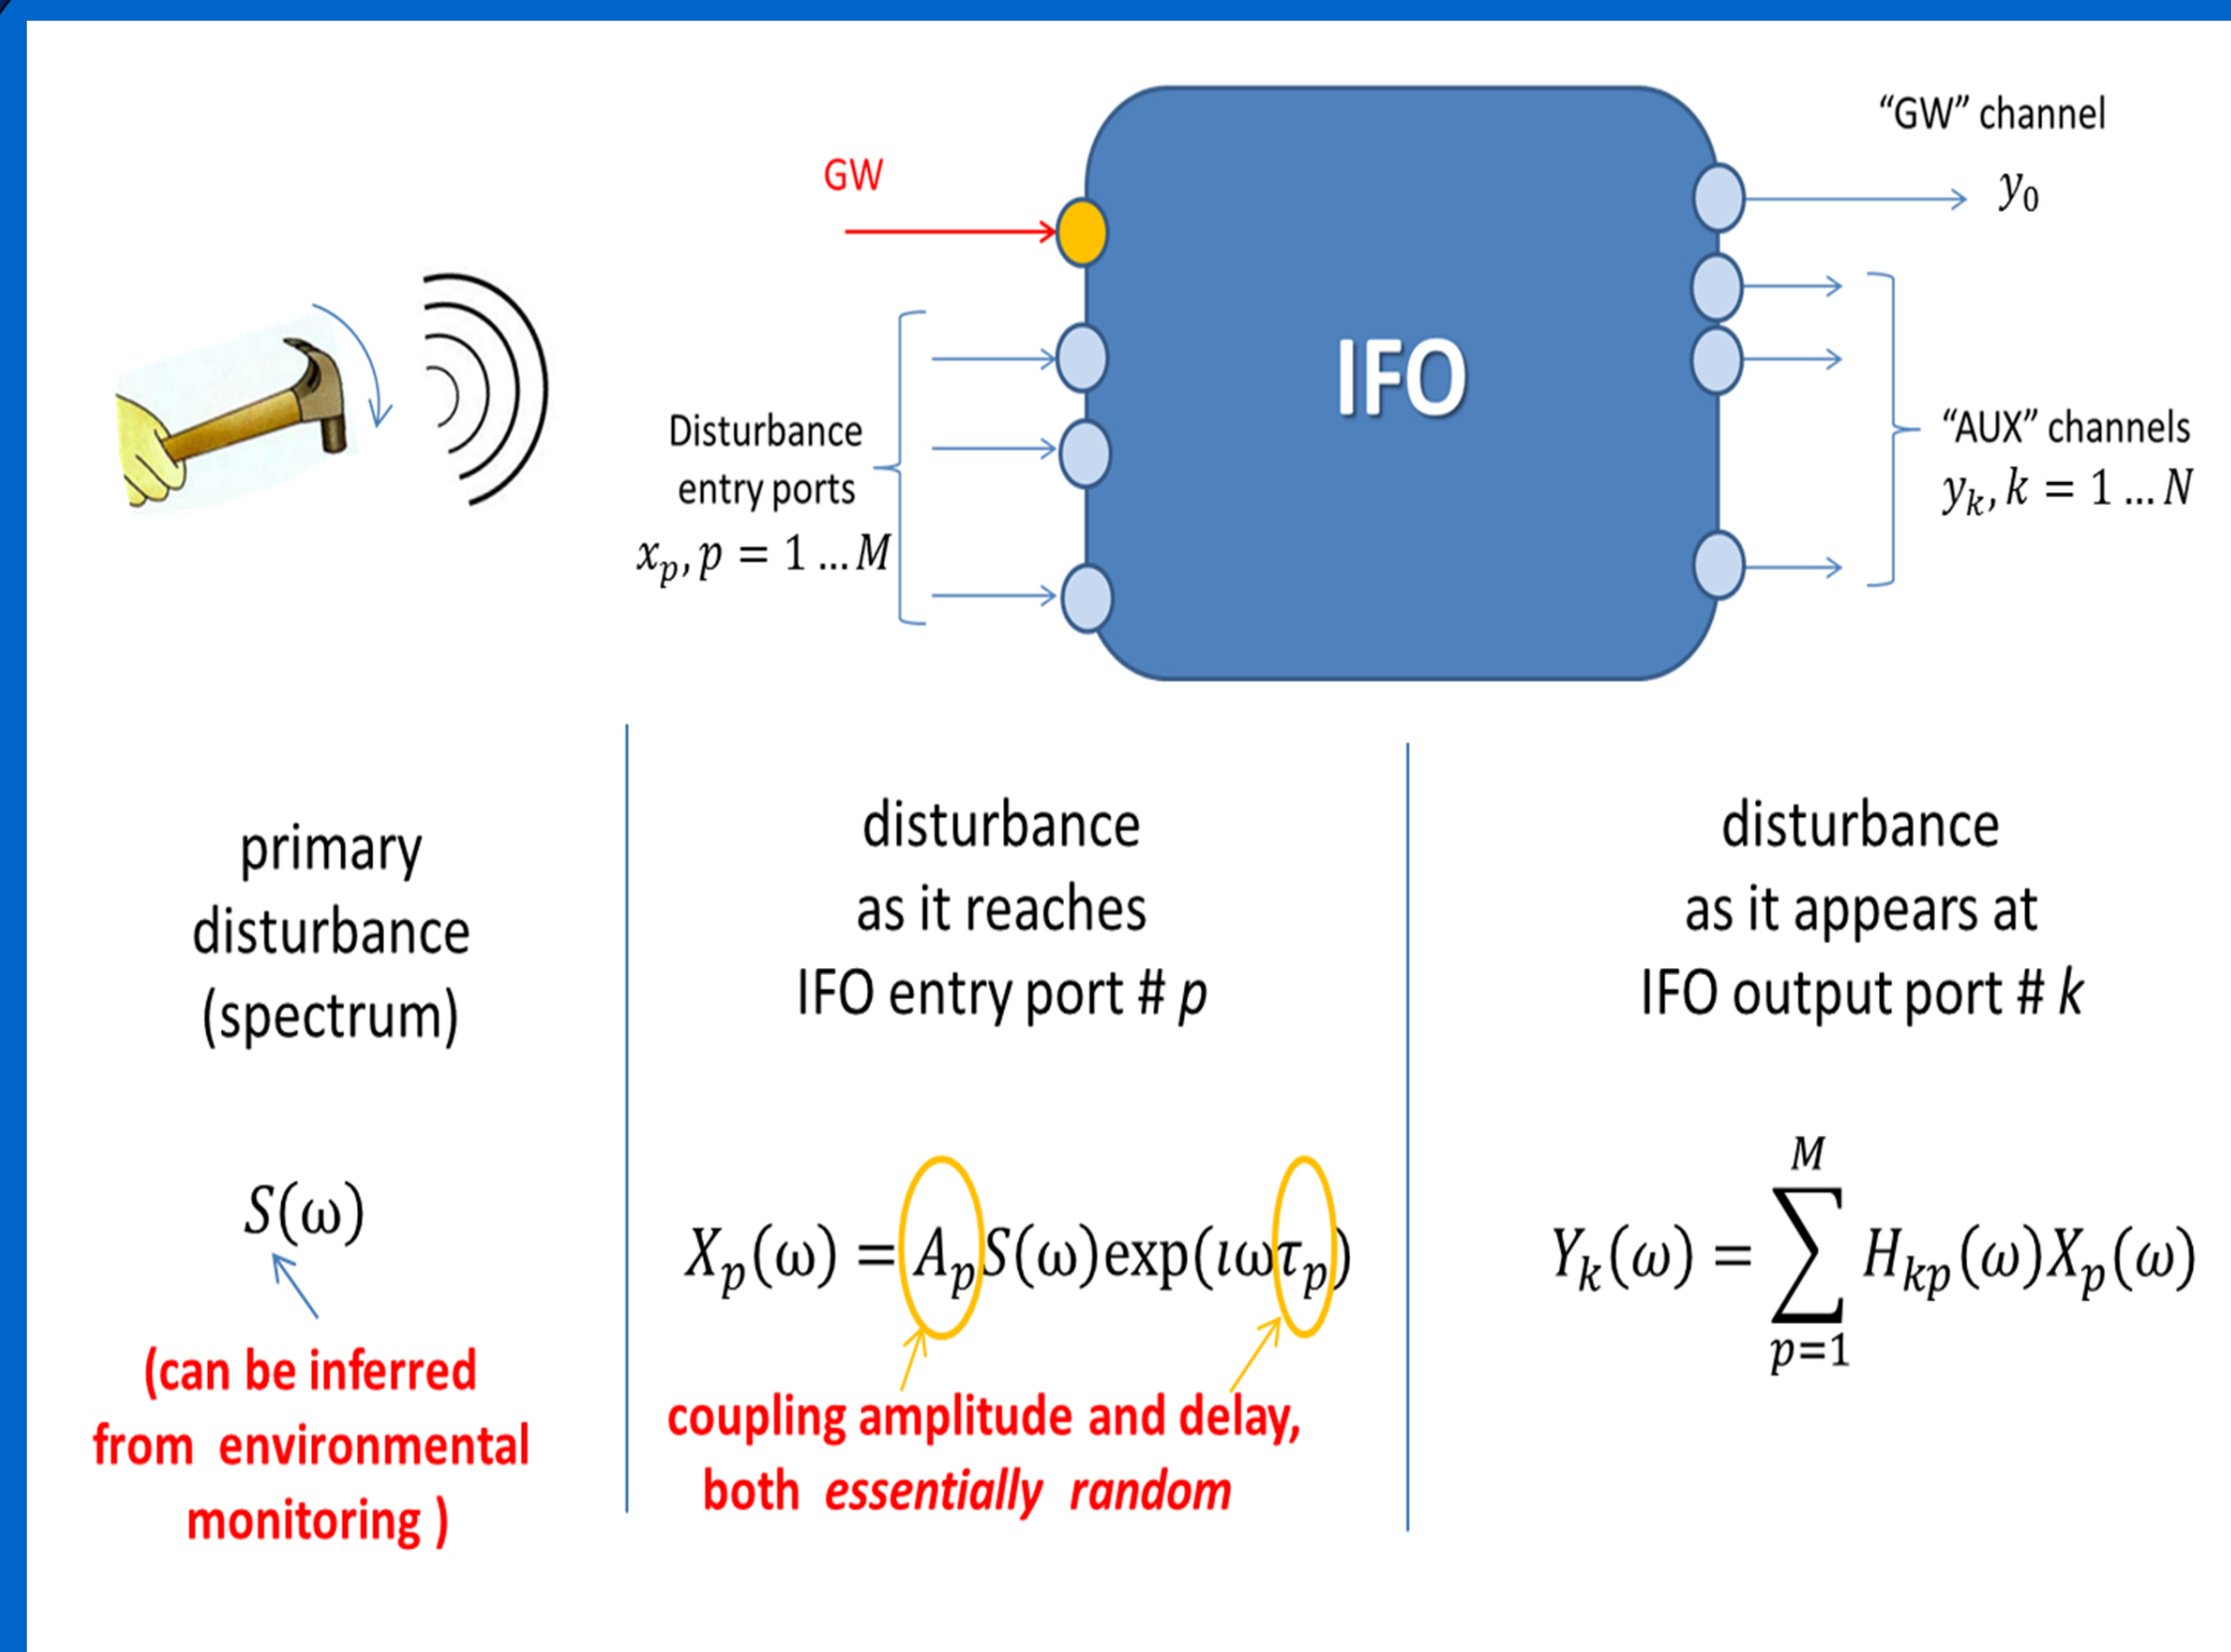 GW
Disturbance
entry ports
xₚ, p = 1 … M
IFO
“GW” channel
y₀
“AUX” channels
yₖ, k = 1 … N
primary
disturbance
(spectrum)
S(ω)
(can be inferred
from environmental
monitoring )
disturbance
as it reaches
IFO entry port # p
Xₚ(ω) = AₚS(ω)exp(ιωτₚ)
coupling amplitude and delay,
both essentially random
disturbance
as it appears at
IFO output port # k
Yₖ(ω) = ∑_{p=1}^{M} Hₖₚ(ω)Xₚ(ω)